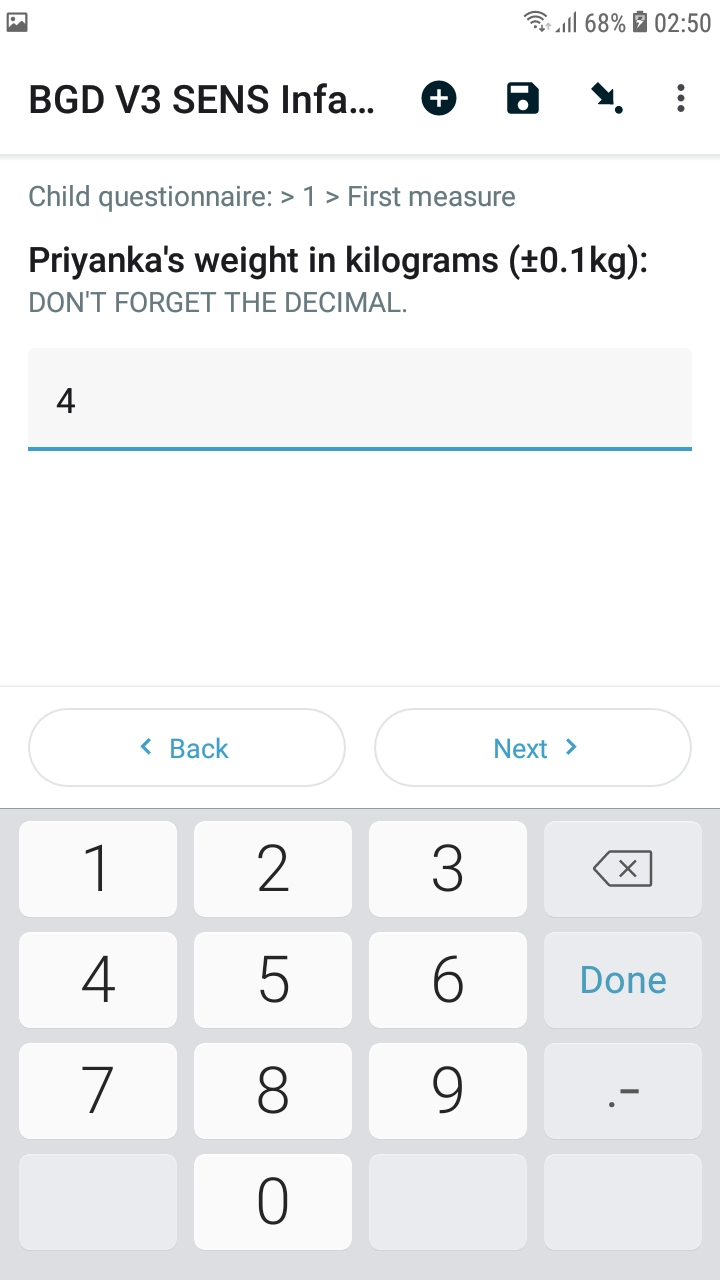 68% 02:50
BGD V3 SENS Infa...
Child questionnaire: > 1 > First measure
Priyanka's weight in kilograms (±0.1kg):
DON'T FORGET THE DECIMAL.
4
Back Next
1 2 3
4 5 6 Done
7 8 9 .-
0